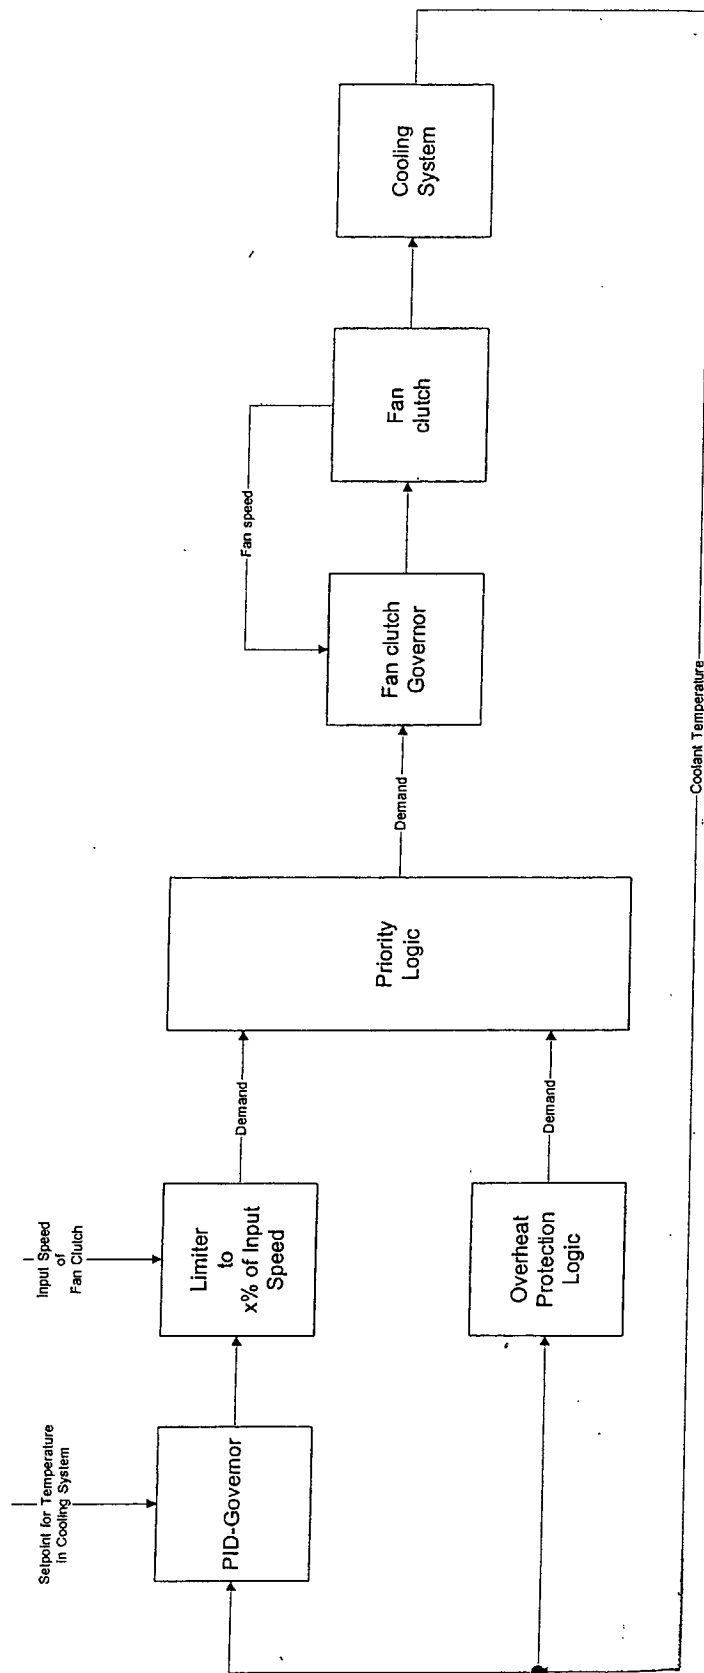 Setpoint for Temperature
in Cooling System
Input Speed
of
Fan Clutch
PID-Governor
Limiter
to
x% of Input
Speed
Demand
Overheat
Protection
Logic
Demand
Priority
Logic
Demand
Fan clutch
Governor
Fan speed
Fan
clutch
Cooling
System
Coolant Temperature